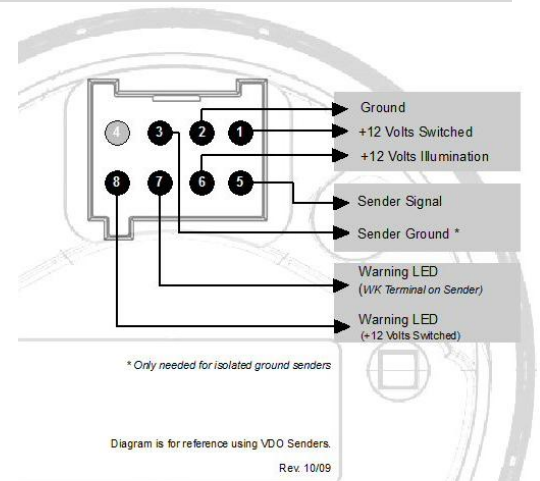 Ground
4 3 2 1
+12 Volts Switched
+12 Volts Illumination
8 7 6 5
Sender Signal
Sender Ground *
Warning LED
(WK Terminal on Sender)
Warning LED
(+12 Volts Switched)
* Only needed for isolated ground senders
Diagram is for reference using VDO Senders.
Rev. 10/09